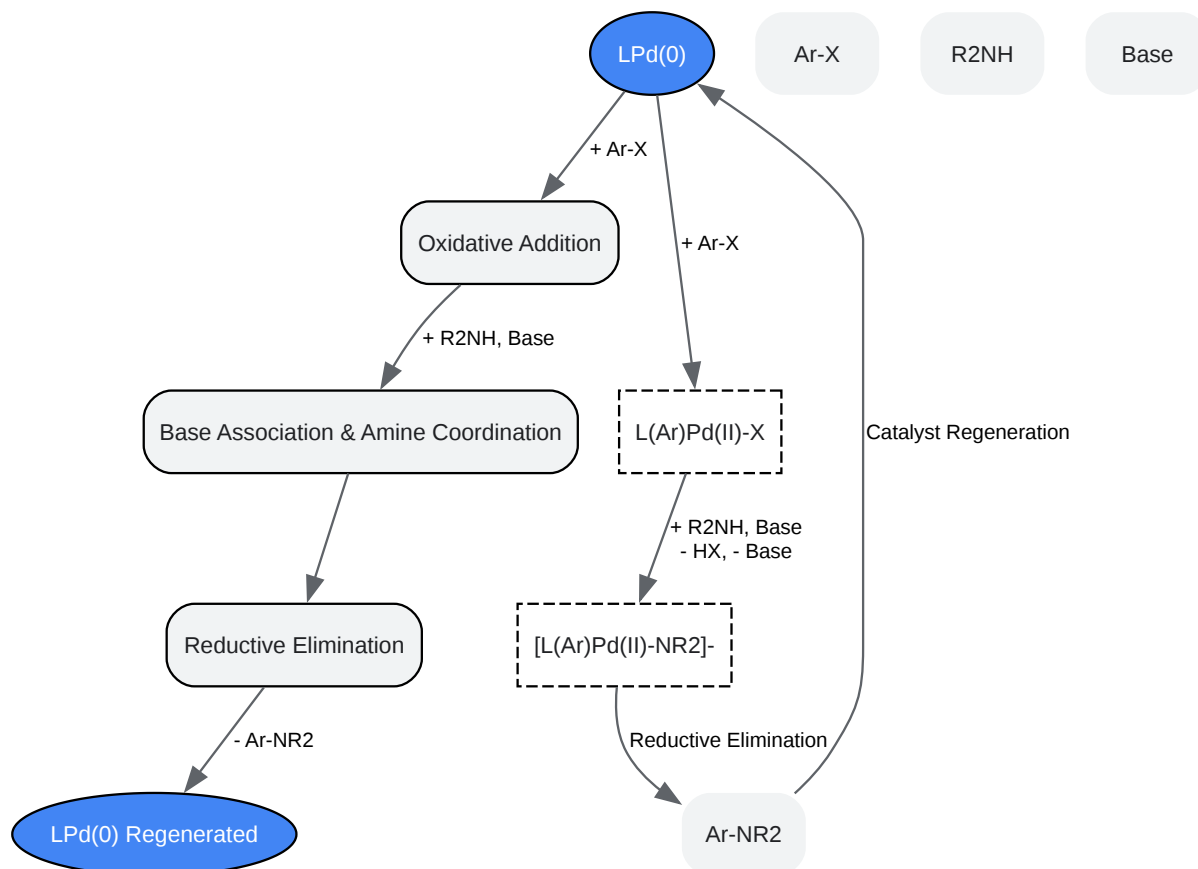 LPd(0)
Ar-X
R2NH
Base
+ Ar-X
Oxidative Addition
+ Ar-X
+ R2NH, Base
Base Association & Amine Coordination
L(Ar)Pd(II)-X
Catalyst Regeneration
+ R2NH, Base
- HX, - Base
Reductive Elimination
[L(Ar)Pd(II)-NR2]-
- Ar-NR2
Reductive Elimination
LPd(0) Regenerated
Ar-NR2